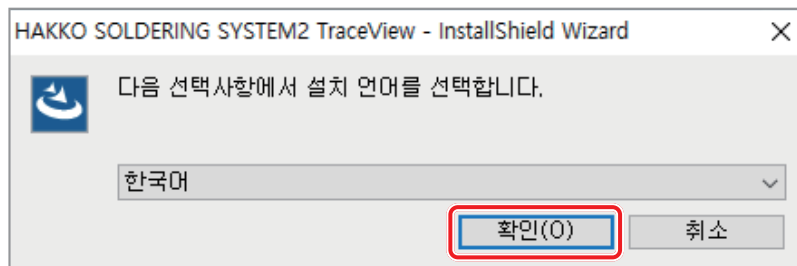 HAKKO SOLDERING SYSTEM2 TraceView - InstallShield Wizard
다음 선택사항에서 설치 언어를 선택합니다.
한국어
확인(O) 취소